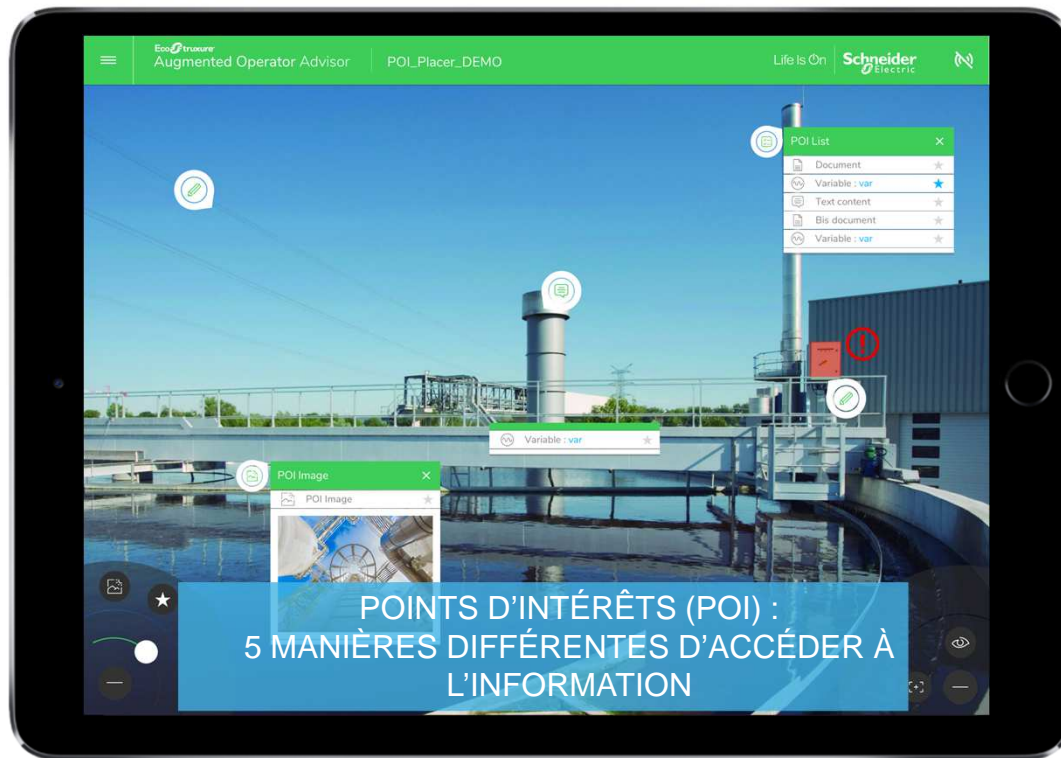 EcoStruxure
Augmented Operator Advisor
POI_Placer_DEMO
Life Is On
Schneider
Electric
POI List
Document
Variable : var
Text content
Bis document
Variable : var
Variable : var
POI Image
POI Image
POINTS D’INTÉRÊTS (POI) :
5 MANIÈRES DIFFÉRENTES D’ACCÉDER À
L’INFORMATION